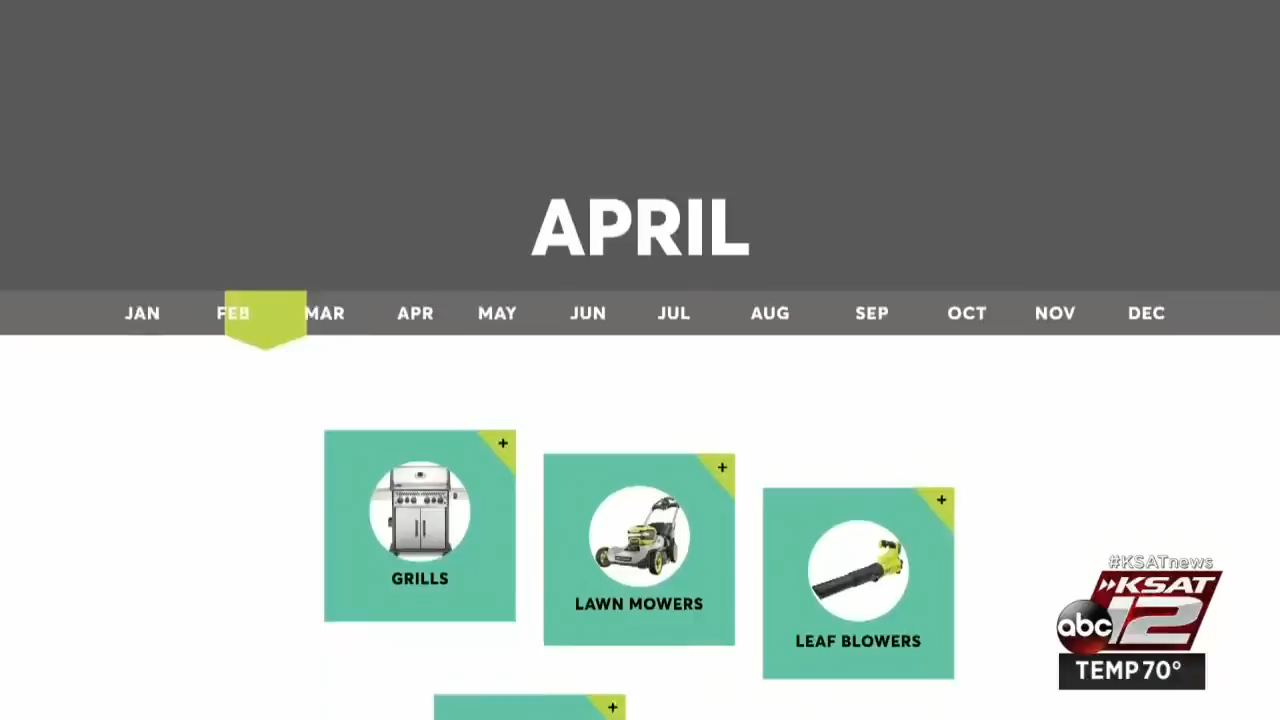 APRIL
JAN FEB MAR APR MAY JUN JUL AUG SEP OCT NOV DEC
+
GRILLS
+
LAWN MOWERS
+
LEAF BLOWERS
+
#KSATnews
KSAT
abc 12
TEMP 70°